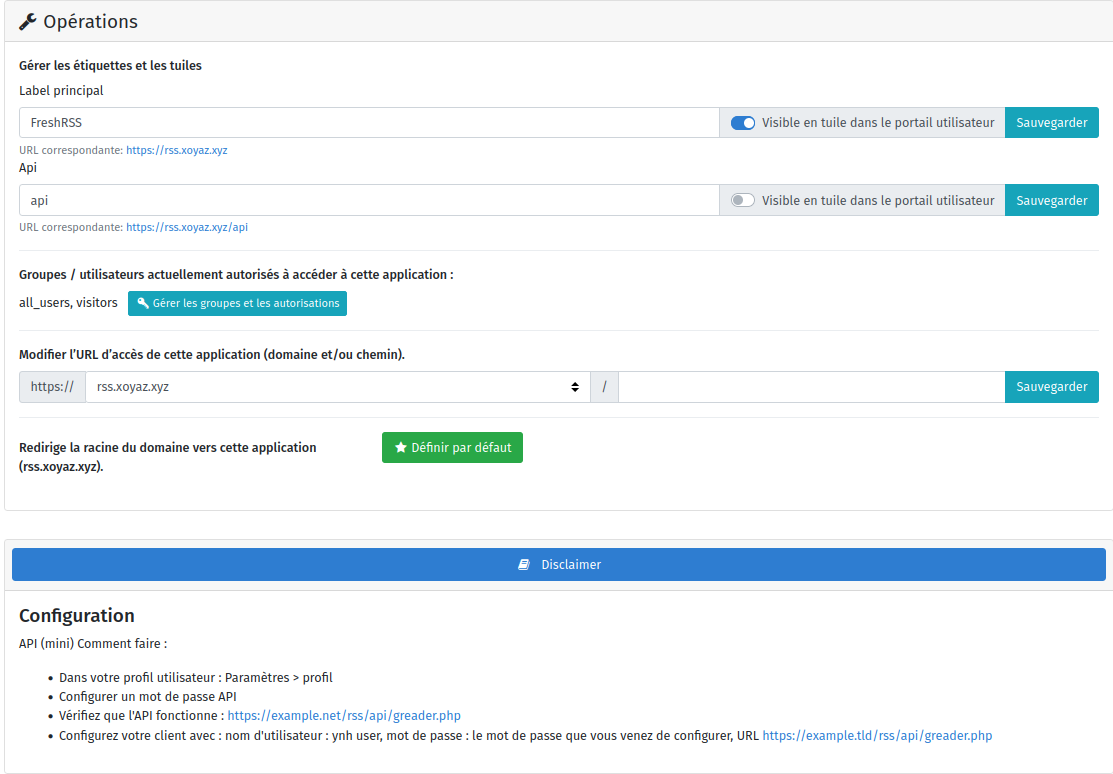 Opérations
Gérer les étiquettes et les tuiles
Label principal
FreshRSS
Visible en tuile dans le portail utilisateur
Sauvegarder
URL correspondante: https://rss.xoyaz.xyz
Api
api
Visible en tuile dans le portail utilisateur
Sauvegarder
URL correspondante: https://rss.xoyaz.xyz/api
Groupes / utilisateurs actuellement autorisés à accéder à cette application :
all_users, visitors
Gérer les groupes et les autorisations
Modifier l’URL d’accès de cette application (domaine et/ou chemin).
https://
rss.xoyaz.xyz
/
Sauvegarder
Redirige la racine du domaine vers cette application
(rss.xoyaz.xyz).
Définir par défaut
Disclaimer
Configuration
API (mini) Comment faire :
• Dans votre profil utilisateur : Paramètres > profil
• Configurer un mot de passe API
• Vérifiez que l'API fonctionne : https://example.net/rss/api/greader.php
• Configurez votre client avec : nom d'utilisateur : ynh user, mot de passe : le mot de passe que vous venez de configurer, URL https://example.tld/rss/api/greader.php